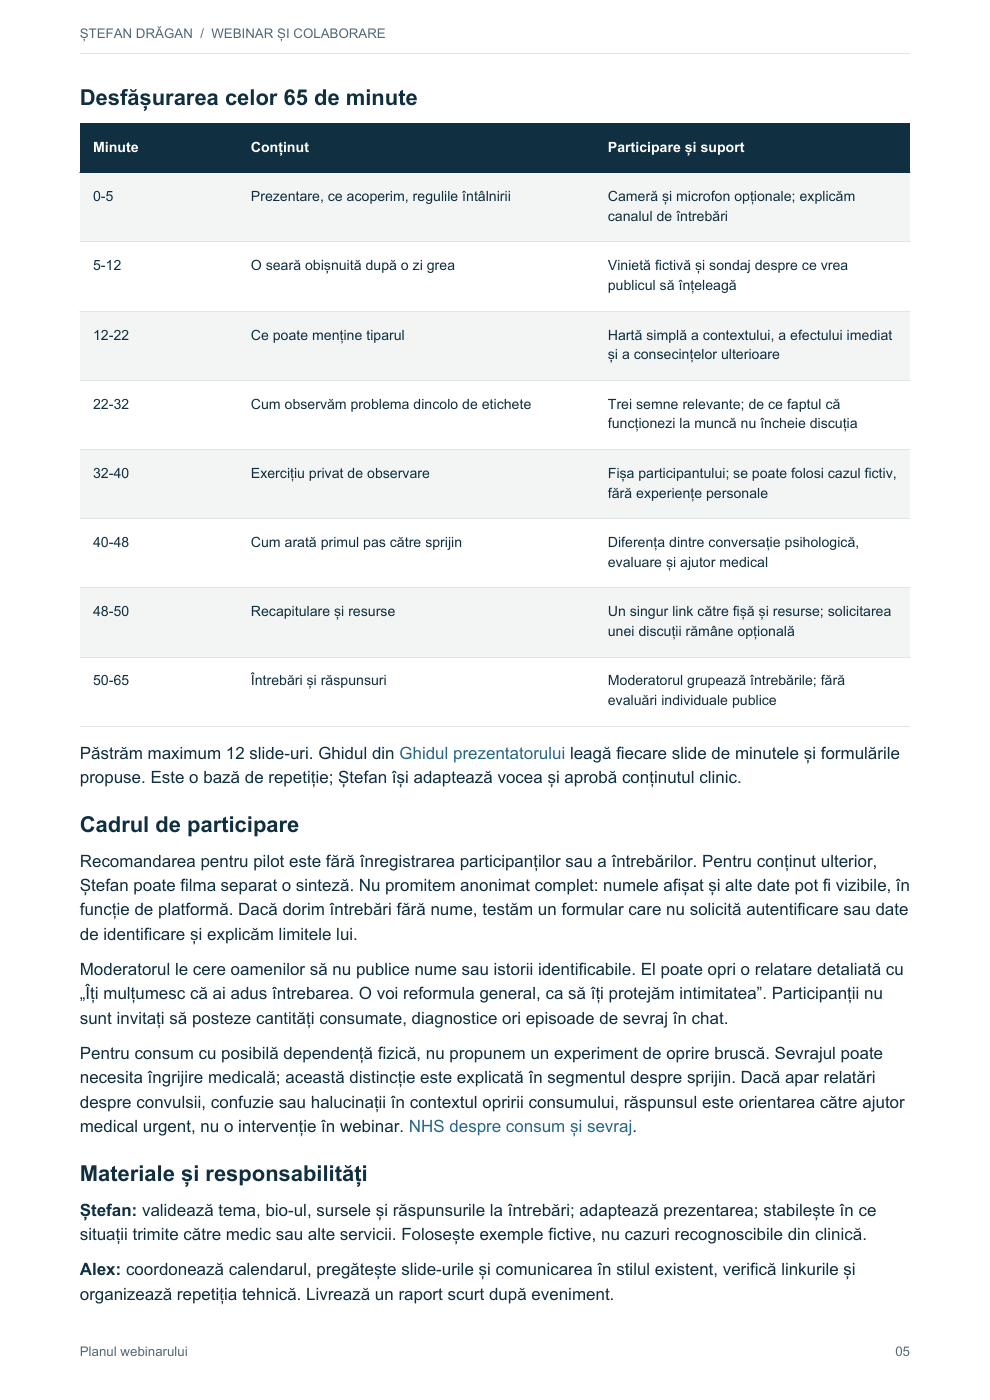 ȘTEFAN DRĂGAN / WEBINAR ȘI COLABORARE
Desfășurarea celor 65 de minute
Minute Conținut Participare și suport
0-5 Prezentare, ce acoperim, regulile întâlnirii Cameră și microfon opționale; explicăm
canalul de întrebări
5-12 O seară obișnuită după o zi grea Vinietă fictivă și sondaj despre ce vrea
publicul să înțeleagă
12-22 Ce poate menține tiparul Hartă simplă a contextului, a efectului imediat
și a consecințelor ulterioare
22-32 Cum observăm problema dincolo de etichete Trei semne relevante; de ce faptul că
funcționezi la muncă nu încheie discuția
32-40 Exercițiu privat de observare Fișa participantului; se poate folosi cazul fictiv,
fără experiențe personale
40-48 Cum arată primul pas către sprijin Diferența dintre conversație psihologică,
evaluare și ajutor medical
48-50 Recapitulare și resurse Un singur link către fișă și resurse; solicitarea
unei discuții rămâne opțională
50-65 Întrebări și răspunsuri Moderatorul grupează întrebările; fără
evaluări individuale publice
Păstrăm maximum 12 slide-uri. Ghidul din Ghidul prezentatorului leagă fiecare slide de minutele și formulările
propuse. Este o bază de repetiție; Ștefan își adaptează vocea și aprobă conținutul clinic.
Cadrul de participare
Recomandarea pentru pilot este fără înregistrarea participanților sau a întrebărilor. Pentru conținut ulterior,
Ștefan poate filma separat o sinteză. Nu promitem anonimat complet: numele afișat și alte date pot fi vizibile, în
funcție de platformă. Dacă dorim întrebări fără nume, testăm un formular care nu solicită autentificare sau date
de identificare și explicăm limitele lui.
Moderatorul le cere oamenilor să nu publice nume sau istorii identificabile. El poate opri o relatare detaliată cu
„Îți mulțumesc că ai adus întrebarea. O voi reformula general, ca să îți protejăm intimitatea”. Participanții nu
sunt invitați să posteze cantități consumate, diagnostice ori episoade de sevraj în chat.
Pentru consum cu posibilă dependență fizică, nu propunem un experiment de oprire bruscă. Sevrajul poate
necesita îngrijire medicală; această distincție este explicată în segmentul despre sprijin. Dacă apar relatări
despre convulsii, confuzie sau halucinații în contextul opririi consumului, răspunsul este orientarea către ajutor
medical urgent, nu o intervenție în webinar. NHS despre consum și sevraj.
Materiale și responsabilități
Ștefan: validează tema, bio-ul, sursele și răspunsurile la întrebări; adaptează prezentarea; stabilește în ce
situații trimite către medic sau alte servicii. Folosește exemple fictive, nu cazuri recognoscibile din clinică.
Alex: coordonează calendarul, pregătește slide-urile și comunicarea în stilul existent, verifică linkurile și
organizează repetiția tehnică. Livrează un raport scurt după eveniment.
Planul webinarului 05